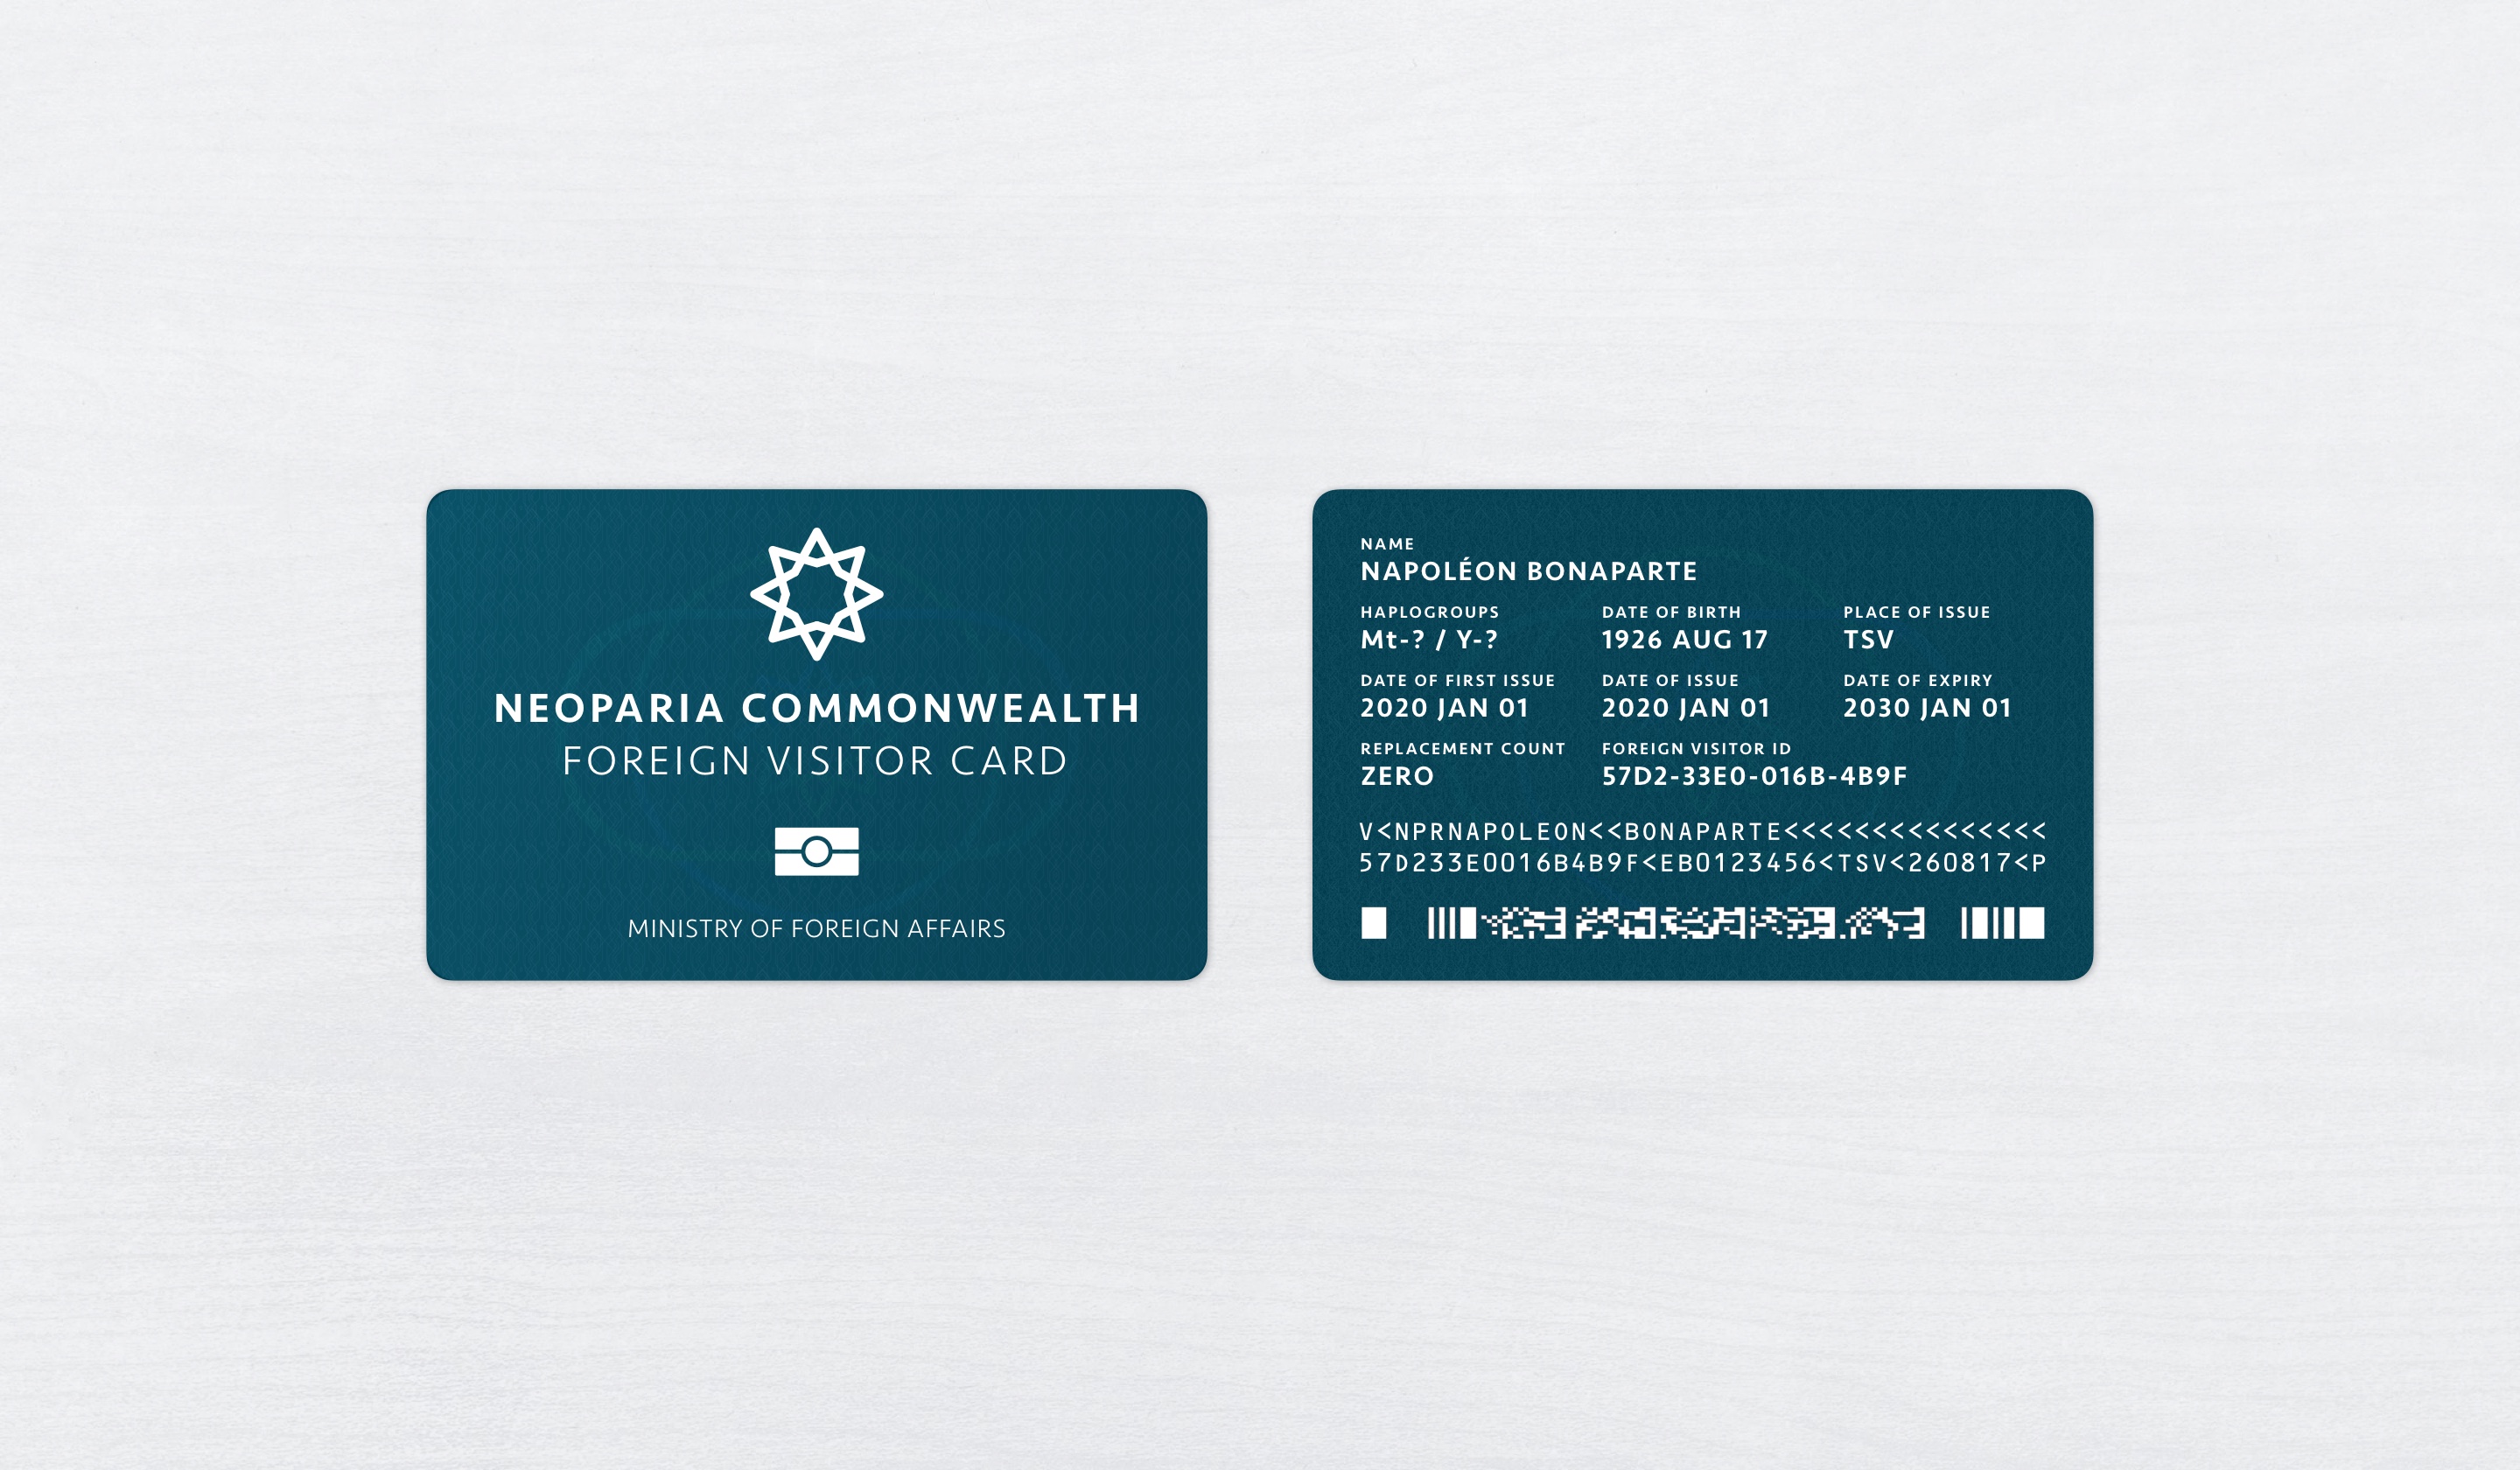 NEOPARIA COMMONWEALTH
FOREIGN VISITOR CARD
MINISTRY OF FOREIGN AFFAIRS
NAME
NAPOLÉON BONAPARTE
HAPLOGROUPS DATE OF BIRTH PLACE OF ISSUE
Mt-? / Y-? 1926 AUG 17 TSV
DATE OF FIRST ISSUE DATE OF ISSUE DATE OF EXPIRY
2020 JAN 01 2020 JAN 01 2030 JAN 01
REPLACEMENT COUNT FOREIGN VISITOR ID
ZERO 57D2-33E0-016B-4B9F
V<NPRNAPOLEON<<BONAPARTE<<<<<<<<<<<<<<<
57D233E0016B4B9F<EB0123456<TSV<260817<P